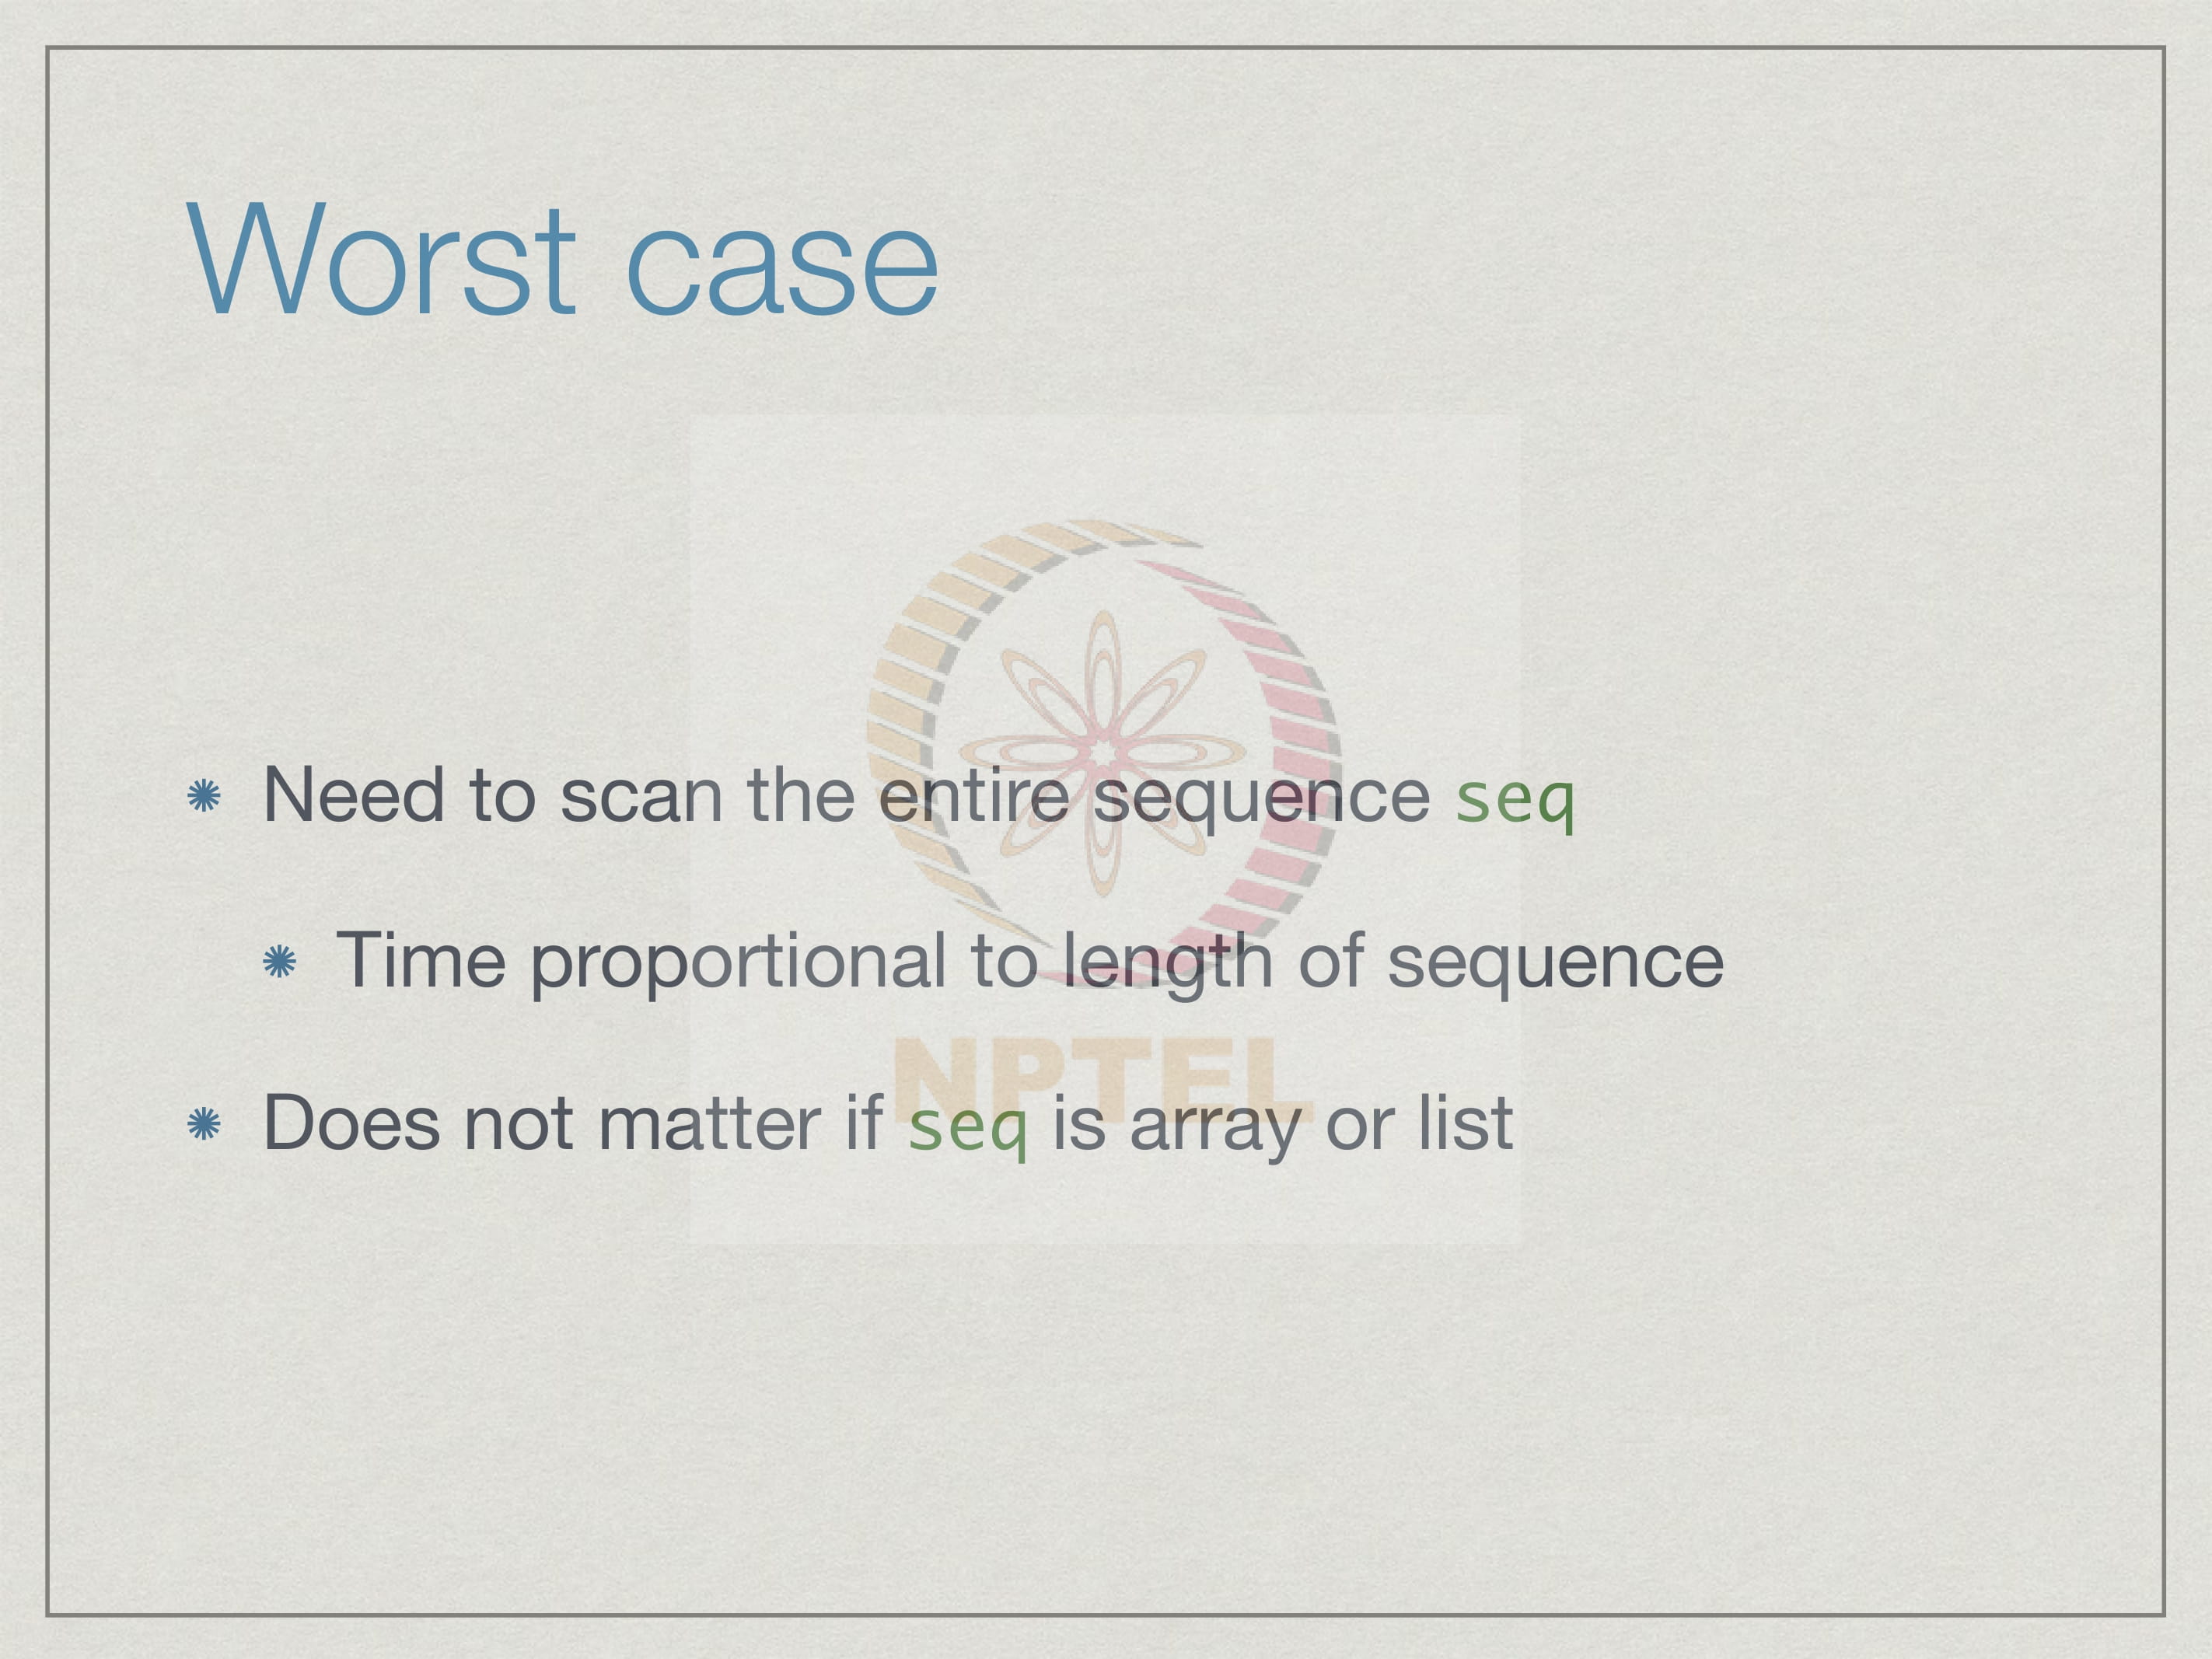 Worst case
Need to scan the entire sequence seq
Time proportional to length of sequence
NPTEL
Does not matter if seq is array or list